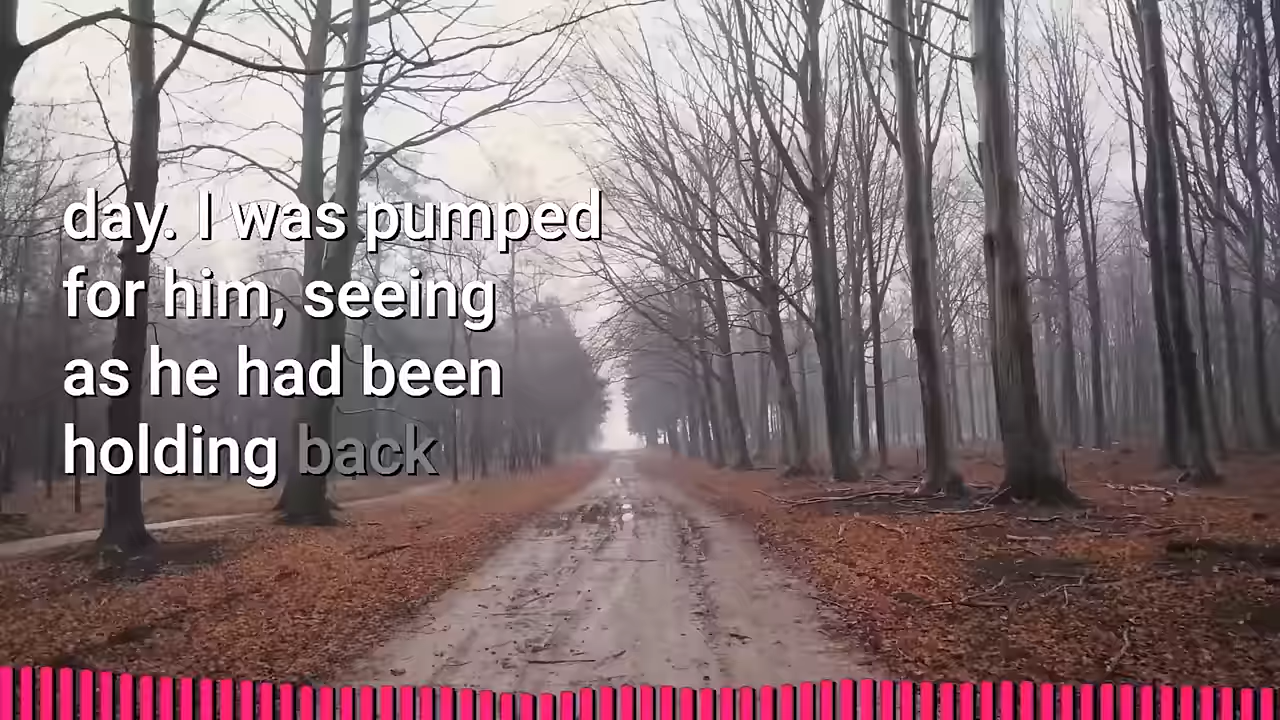 day. I was pumped
for him, seeing
as he had been
holding back